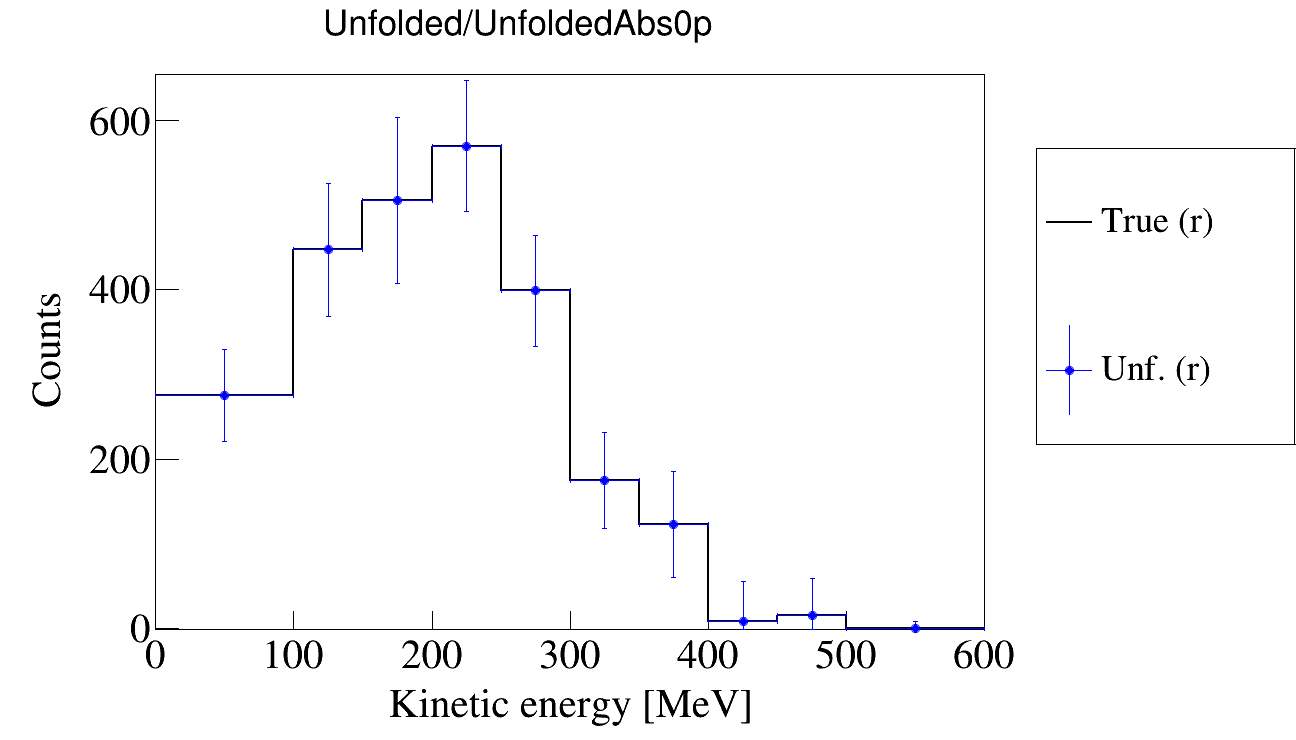 Unfolded/UnfoldedAbs0p
Counts
600
400
200
0
0 100 200 300 400 500 600
Kinetic energy [MeV]
True (r)
Unf. (r)